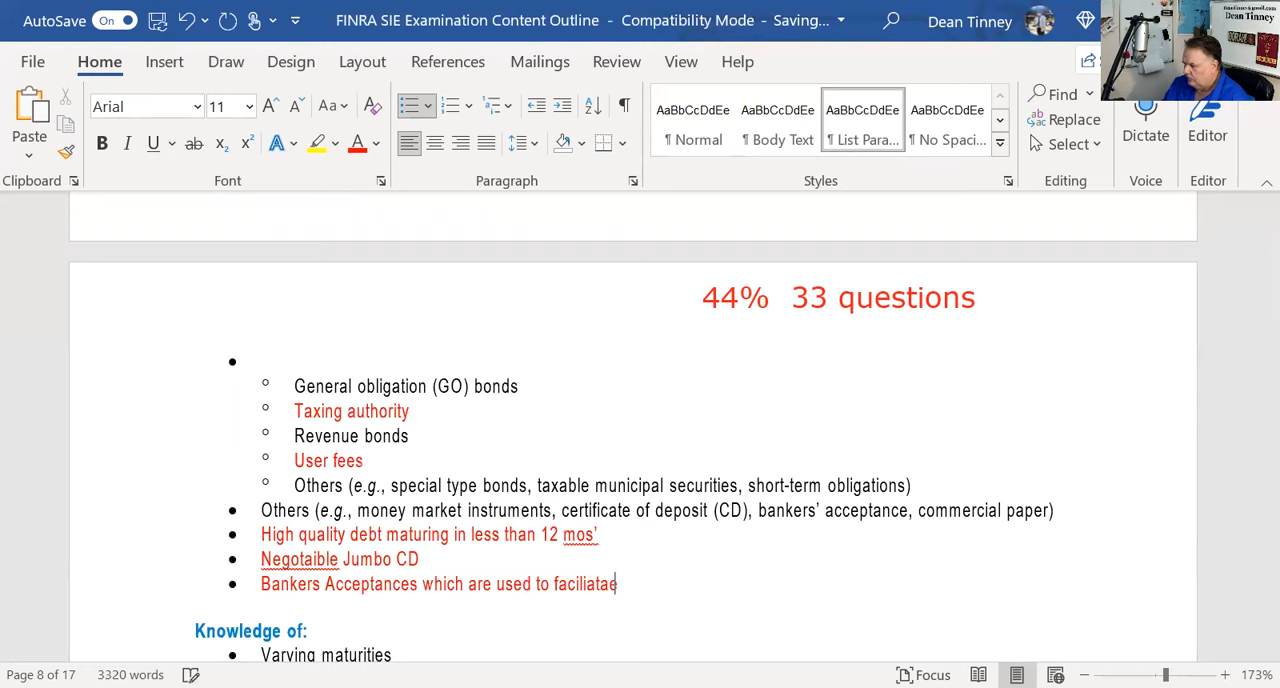 AutoSave On FINRA SIE Examination Content Outline - Compatibility Mode - Saving... Dean Tinney
File Home Insert Draw Design Layout References Mailings Review View Help
Arial 11 Aa AaBbCcDdEe AaBbCcDdEe AaBbCcDdEe AaBbCcDdEe Find
Paste ¶ Normal ¶ Body Text ¶ List Para... ¶ No Spaci... Replace Dictate Editor
Select
Clipboard Font Paragraph Styles Editing Voice Editor
Dean Tinney
44% 33 questions
General obligation (GO) bonds
Taxing authority
Revenue bonds
User fees
Others (e.g., special type bonds, taxable municipal securities, short-term obligations)
Others (e.g., money market instruments, certificate of deposit (CD), bankers' acceptance, commercial paper)
High quality debt maturing in less than 12 mos'
Negotaible Jumbo CD
Bankers Acceptances which are used to faciliatae
Knowledge of:
Varying maturities
Page 8 of 17 3320 words Focus 173%